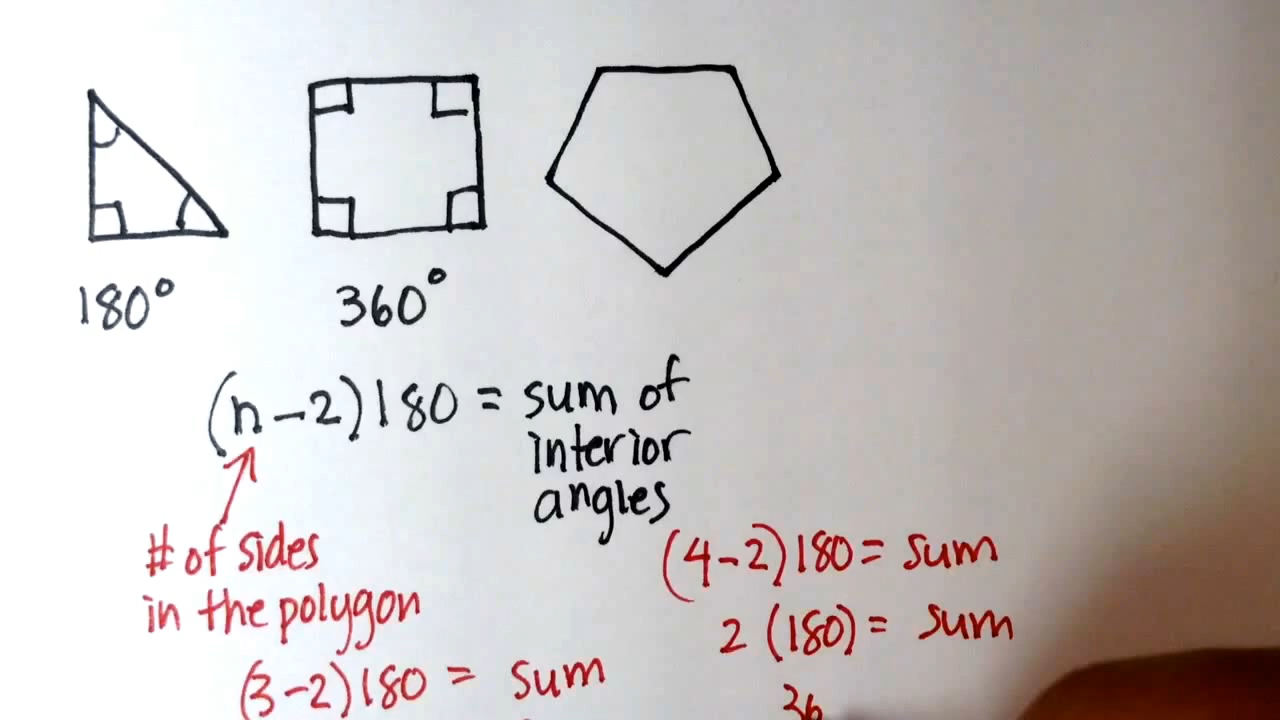 180°
360°
(n-2)180 = sum of
interior
angles
# of sides
in the polygon
(3-2)180 = sum
(4-2)180 = sum
2 (180) = sum
36